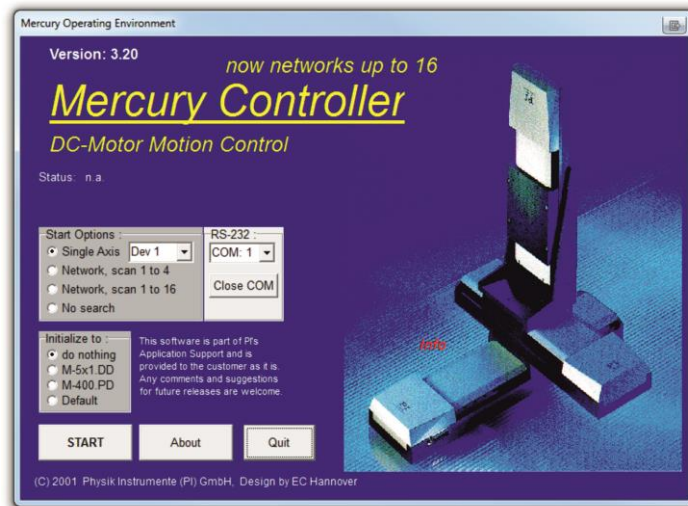 Mercury Operating Environment
Version: 3.20
now networks up to 16
Mercury Controller
DC-Motor Motion Control
Status: n.a.
Start Options :
Single Axis Dev 1
Network, scan 1 to 4
Network, scan 1 to 16
No search
RS-232 :
COM: 1
Close COM
Initialize to :
do nothing
M-5x1.DD
M-400.PD
Default
This software is part of PI's
Application Support and is
provided to the customer as it is.
Any comments and suggestions
for future releases are welcome.
info
START
About
Quit
(C) 2001 Physik Instrumente (PI) GmbH, Design by EC Hannover